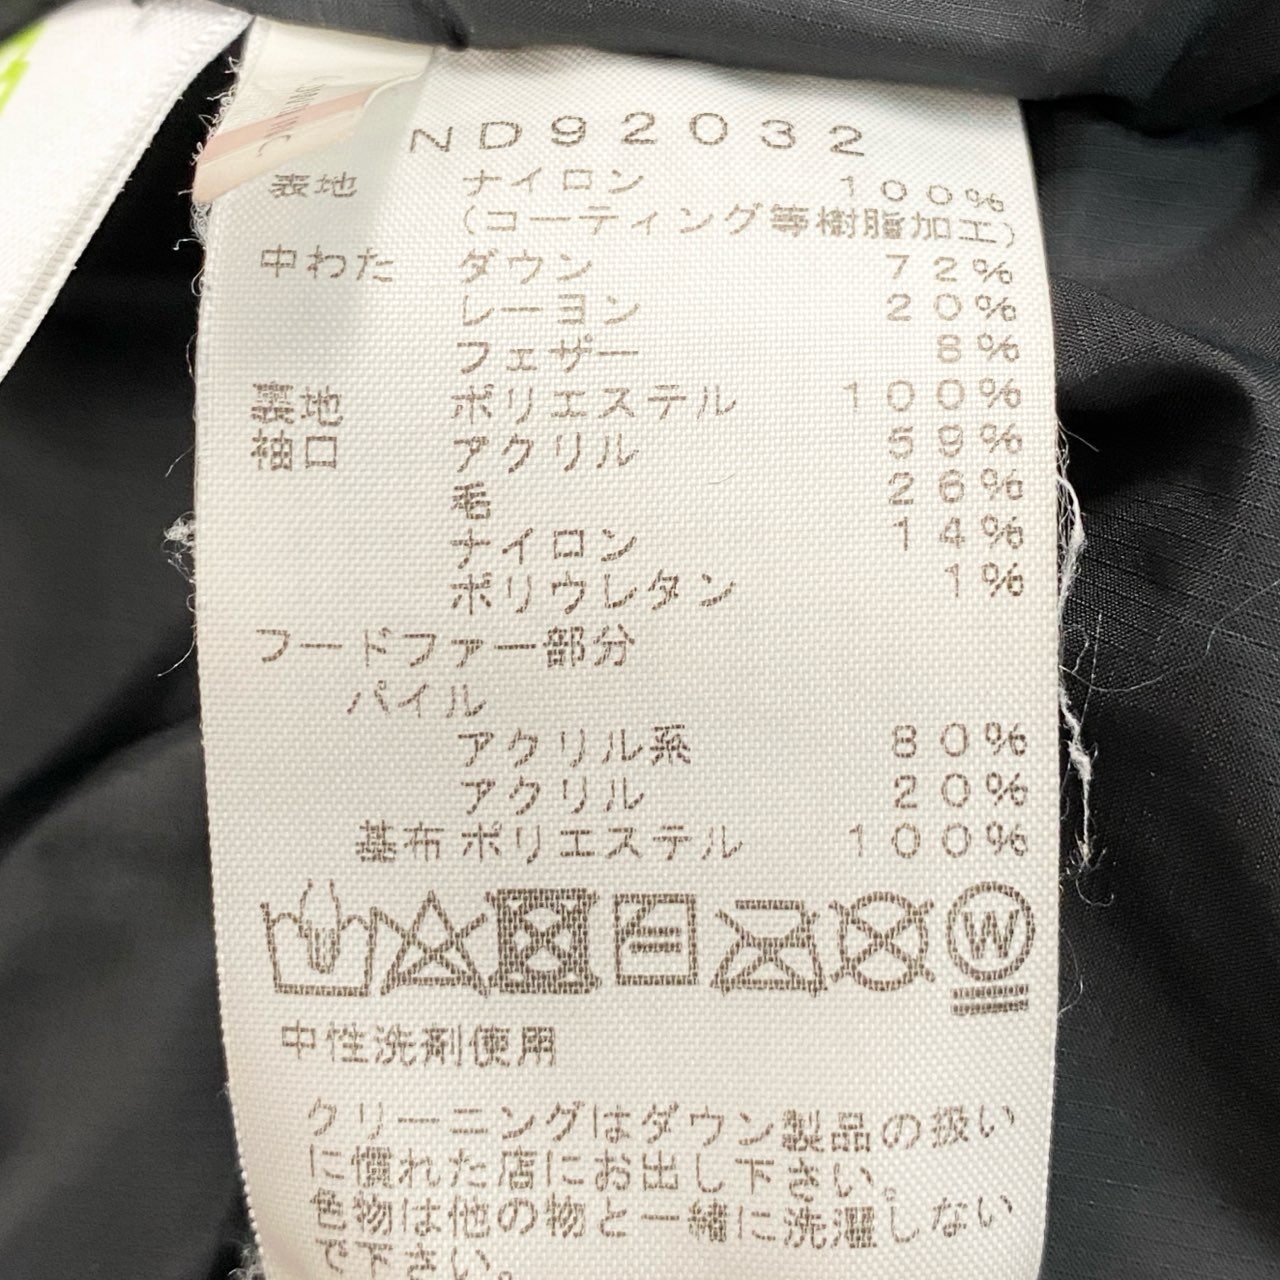 ND92032
表地 ナイロン 100%
(コーティング等樹脂加工)
中わた ダウン 72%
レーヨン 20%
フェザー 8%
裏地 ポリエステル 100%
袖口 アクリル 59%
毛 26%
ナイロン 14%
ポリウレタン 1%
フードファー部分
パイル
アクリル系 80%
アクリル 20%
基布 ポリエステル 100%
W
中性洗剤使用
クリーニングはダウン製品の扱い
に慣れた店にお出し下さい。
色物は他の物と一緒に洗濯しない
で下さい。